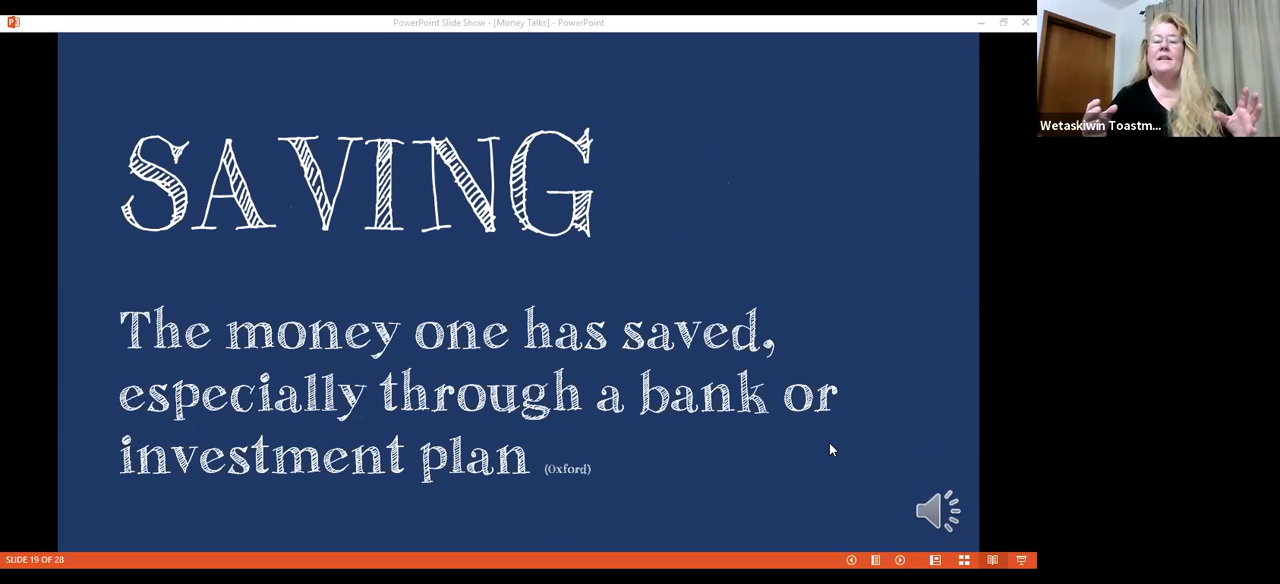 PowerPoint Slide Show - [Money Talks] - PowerPoint
Wetaskiwin Toastm...
SAVING
The money one has saved,
especially through a bank or
investment plan (Oxford)
SLIDE 19 OF 28